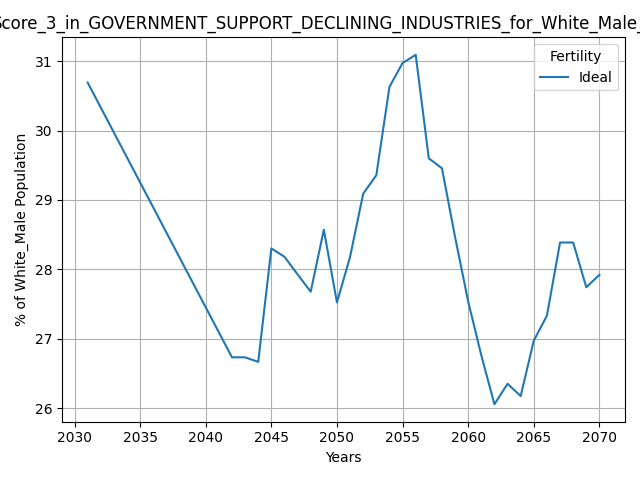 Score_3_in_GOVERNMENT_SUPPORT_DECLINING_INDUSTRIES_for_White_Male_
Fertility
Ideal
31
30
29
28
27
26
% of White_Male Population
2030 2035 2040 2045 2050 2055 2060 2065 2070
Years